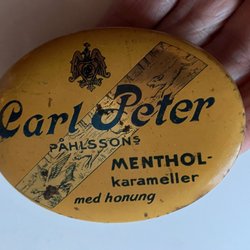 Carl Peter
PÅHLSSONS
MENTHOL-
karameller
med honung